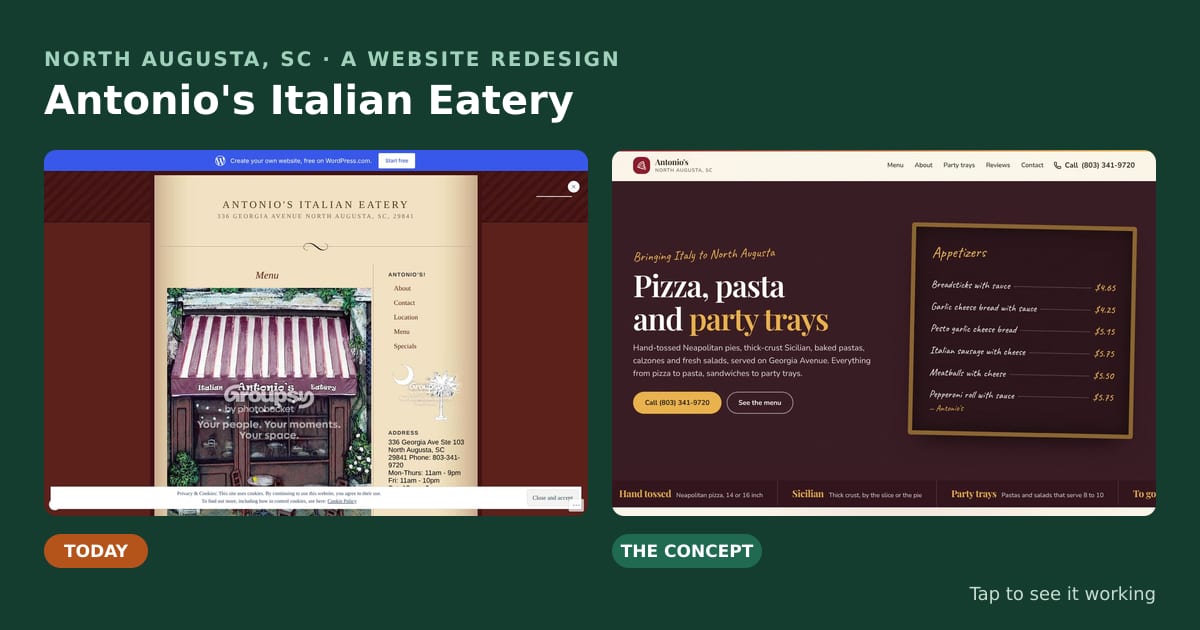 NORTH AUGUSTA, SC · A WEBSITE REDESIGN
Antonio's Italian Eatery
Create your own website, free on WordPress.com.
Start free
ANTONIO'S ITALIAN EATERY
336 GEORGIA AVENUE NORTH AUGUSTA, SC, 29841
Menu
Italian Antonio's Eatery
Groupsy
by photobucket
Your people. Your moments.
Your space.
ANTONIO'S!
About
Contact
Location
Menu
Specials
Groupsy
ADDRESS
336 Georgia Ave Ste 103
North Augusta, SC
29841 Phone: 803-341-
9720
Mon-Thurs: 11am - 9pm
Fri: 11am - 10pm
Privacy & Cookies: This site uses cookies. By continuing to use this website, you agree to their use.
To find out more, including how to control cookies, see here: Cookie Policy
Close and accept
TODAY
Antonio's
NORTH AUGUSTA, SC
Menu
About
Party trays
Reviews
Contact
Call (803) 341-9720
Bringing Italy to North Augusta
Pizza, pasta
and party trays
Hand-tossed Neapolitan pies, thick-crust Sicilian, baked pastas,
calzones and fresh salads, served on Georgia Avenue. Everything
from pizza to pasta, sandwiches to party trays.
Call (803) 341-9720
See the menu
Appetizers
Breadsticks with sauce $4.65
Garlic cheese bread with sauce $4.25
Pesto garlic cheese bread $5.15
Italian sausage with cheese $5.75
Meatballs with cheese $5.50
Pepperoni roll with sauce $5.75
– Antonio's
Hand tossed Neapolitan pizza, 14 or 16 inch
Sicilian Thick crust, by the slice or the pie
Party trays Pastas and salads that serve 8 to 10
To go
THE CONCEPT
Tap to see it working